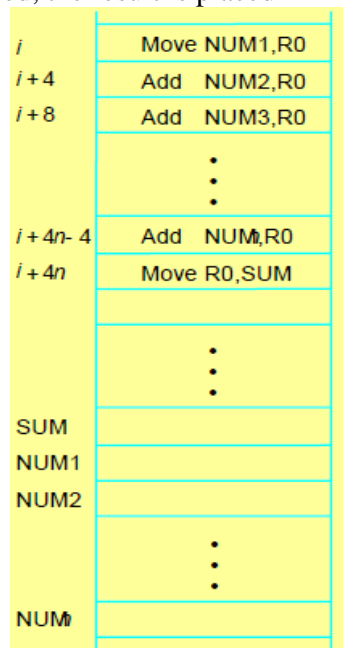 i Move NUM1,R0
i + 4 Add NUM2,R0
i + 8 Add NUM3,R0
i + 4n - 4 Add NUMn,R0
i + 4n Move R0,SUM
SUM
NUM1
NUM2
NUMn